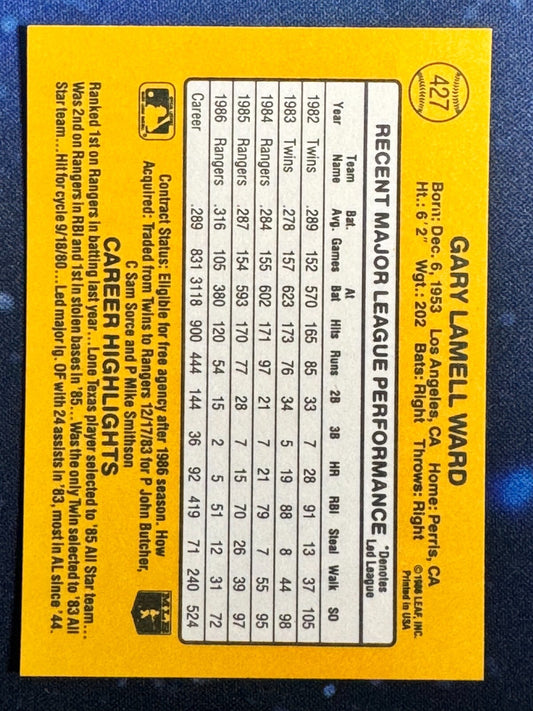 427
GARY LAMELL WARD
Born: Dec. 6, 1953 Los Angeles, CA Home: Perris, CA
Ht.: 6'2" Wgt.: 202 Bats: Right Throws: Right
©1986 LEAF, INC.
Printed in USA
RECENT MAJOR LEAGUE PERFORMANCE *Denotes Led League
Year Team Name Bat. Avg. Games At Bat Hits Runs 2B 3B HR RBI Steal Walk SO
1982 Twins .289 152 570 165 85 33 7 28 91 13 37 105
1983 Twins .278 157 623 173 76 34 5 19 88 8 44 98
1984 Rangers .284 155 602 171 97 21 7 21 79 7 55 95
1985 Rangers .287 154 593 170 77 28 7 15 70 26 39 97
1986 Rangers .316 105 380 120 54 15 2 5 51 12 31 72
Career .289 831 3118 900 444 144 36 92 419 71 240 524
Contract Status: Eligible for free agency after 1986 season. How
Acquired: Traded from Twins to Rangers 12/17/83 for P John Butcher,
C Sam Sorce and P Mike Smithson
MLB
CAREER HIGHLIGHTS
Ranked 1st on Rangers in batting last year...Lone Texas player selected to '85 All Star team...
Was 2nd on Rangers in RBI and 1st in stolen bases in '85...Was the only Twin selected to '83 All
Star team...Hit for cycle 9/18/80...Led major lg. OF with 24 assists in '83, most in AL since '44.